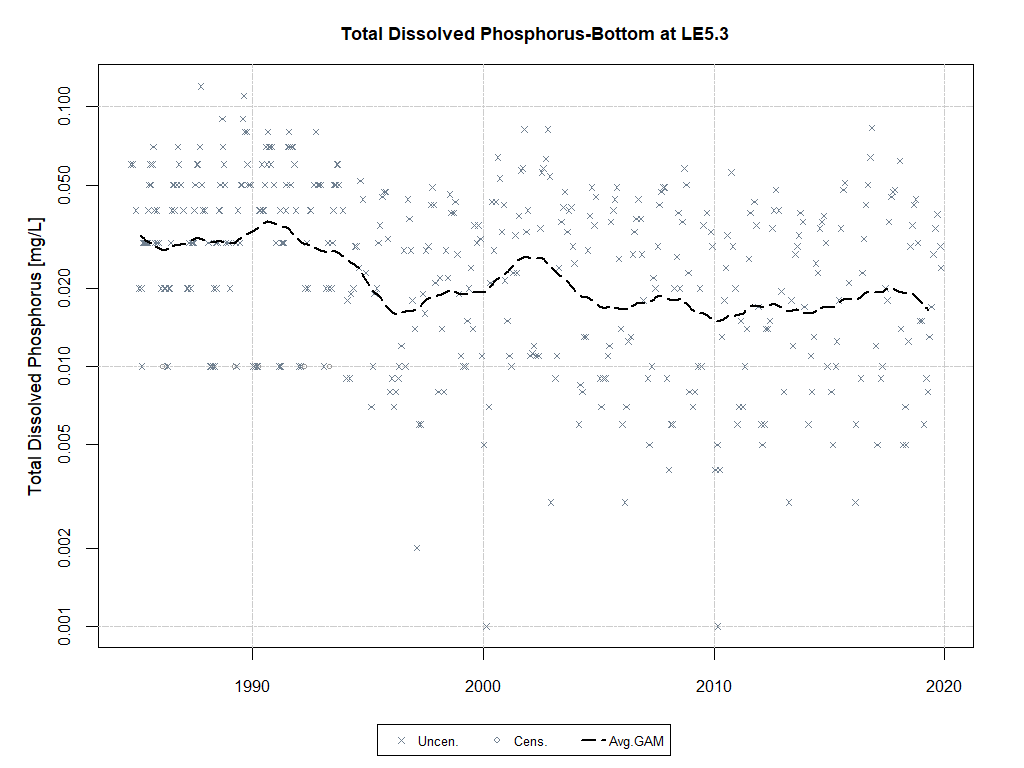 Total Dissolved Phosphorus-Bottom at LE5.3
Total Dissolved Phosphorus [mg/L]
0.100
0.050
0.020
0.010
0.005
0.002
0.001
1990 2000 2010 2020
Uncen. Cens. Avg.GAM